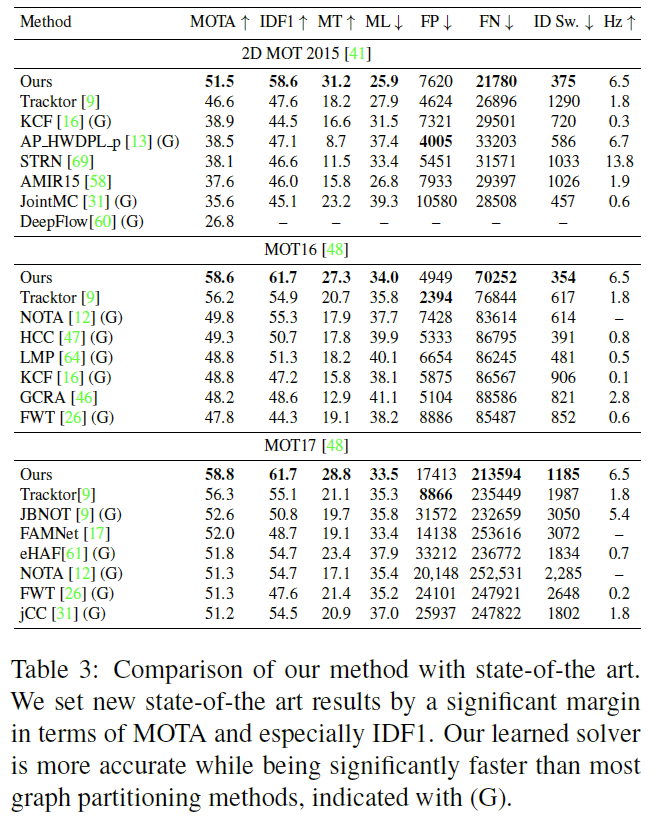 Method MOTA ↑ IDF1 ↑ MT ↑ ML ↓ FP ↓ FN ↓ ID Sw. ↓ Hz ↑
2D MOT 2015 [41]
Ours 51.5 58.6 31.2 25.9 7620 21780 375 6.5
Tracktor [9] 46.6 47.6 18.2 27.9 4624 26896 1290 1.8
KCF [16] (G) 38.9 44.5 16.6 31.5 7321 29501 720 0.3
AP_HWDPL_p [13] (G) 38.5 47.1 8.7 37.4 4005 33203 586 6.7
STRN [69] 38.1 46.6 11.5 33.4 5451 31571 1033 13.8
AMIR15 [58] 37.6 46.0 15.8 26.8 7933 29397 1026 1.9
JointMC [31] (G) 35.6 45.1 23.2 39.3 10580 28508 457 0.6
DeepFlow[60] (G) 26.8 – – – – – – –
MOT16 [48]
Ours 58.6 61.7 27.3 34.0 4949 70252 354 6.5
Tracktor [9] 56.2 54.9 20.7 35.8 2394 76844 617 1.8
NOTA [12] (G) 49.8 55.3 17.9 37.7 7428 83614 614 –
HCC [47] (G) 49.3 50.7 17.8 39.9 5333 86795 391 0.8
LMP [64] (G) 48.8 51.3 18.2 40.1 6654 86245 481 0.5
KCF [16] (G) 48.8 47.2 15.8 38.1 5875 86567 906 0.1
GCRA [46] 48.2 48.6 12.9 41.1 5104 88586 821 2.8
FWT [26] (G) 47.8 44.3 19.1 38.2 8886 85487 852 0.6
MOT17 [48]
Ours 58.8 61.7 28.8 33.5 17413 213594 1185 6.5
Tracktor[9] 56.3 55.1 21.1 35.3 8866 235449 1987 1.8
JBNOT [9] (G) 52.6 50.8 19.7 35.8 31572 232659 3050 5.4
FAMNet [17] 52.0 48.7 19.1 33.4 14138 253616 3072 –
eHAF[61] (G) 51.8 54.7 23.4 37.9 33212 236772 1834 0.7
NOTA [12] (G) 51.3 54.7 17.1 35.4 20,148 252,531 2,285 –
FWT [26] (G) 51.3 47.6 21.4 35.2 24101 247921 2648 0.2
jCC [31] (G) 51.2 54.5 20.9 37.0 25937 247822 1802 1.8
Table 3: Comparison of our method with state-of-the art.
We set new state-of-the art results by a significant margin
in terms of MOTA and especially IDF1. Our learned solver
is more accurate while being significantly faster than most
graph partitioning methods, indicated with (G).